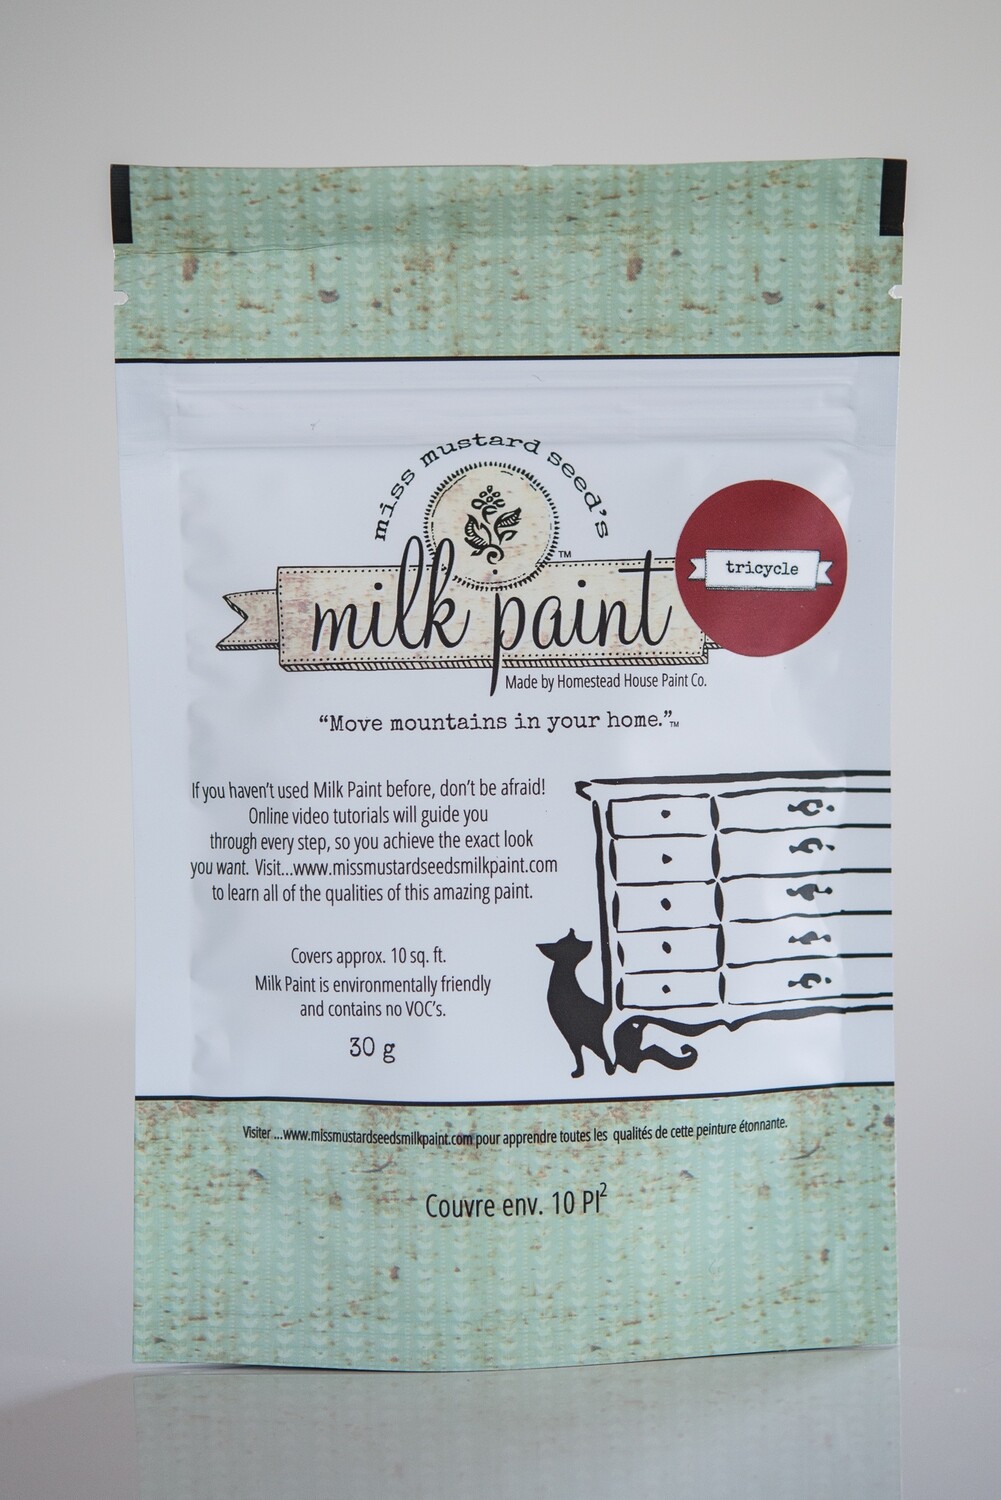 miss mustard seed's
TM
milk paint
tricycle
Made by Homestead House Paint Co.
“Move mountains in your home.”TM
If you haven't used Milk Paint before, don't be afraid!
Online video tutorials will guide you
through every step, so you achieve the exact look
you want. Visit...www.missmustardseedsmilkpaint.com
to learn all of the qualities of this amazing paint.
Covers approx. 10 sq. ft.
Milk Paint is environmentally friendly
and contains no VOC's.
30 g
Visiter ...www.missmustardseedsmilkpaint.com pour apprendre toutes les qualités de cette peinture étonnante.
Couvre env. 10 PI²